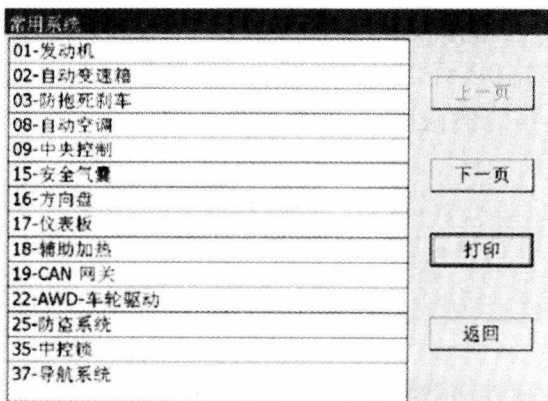 常用系统
01-发动机
02-自动变速箱
03-防抱死刹车
08-自动空调
09-中央控制
15-安全气囊
16-方向盘
17-仪表板
18-辅助加热
19-CAN 网关
22-AWD-车轮驱动
25-防盗系统
35-中控锁
37-导航系统
上一页
下一页
打印
返回